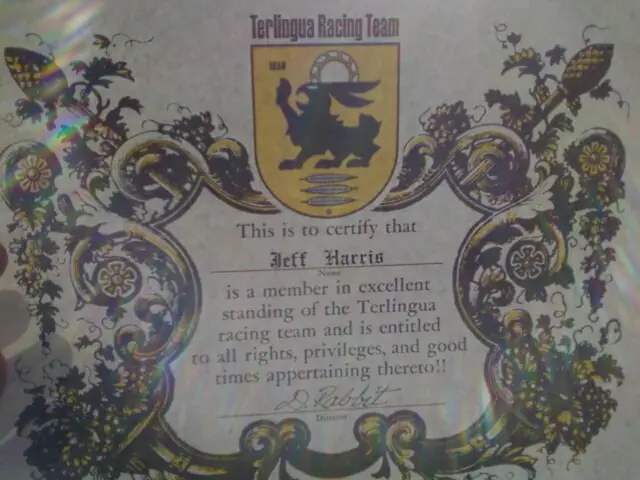 Terlingua Racing Team
1860
This is to certify that
Jeff Harris
Name
is a member in excellent
standing of the Terlingua
racing team and is entitled
to all rights, privileges, and good
times appertaining thereto!!
D. Rabbit
Director